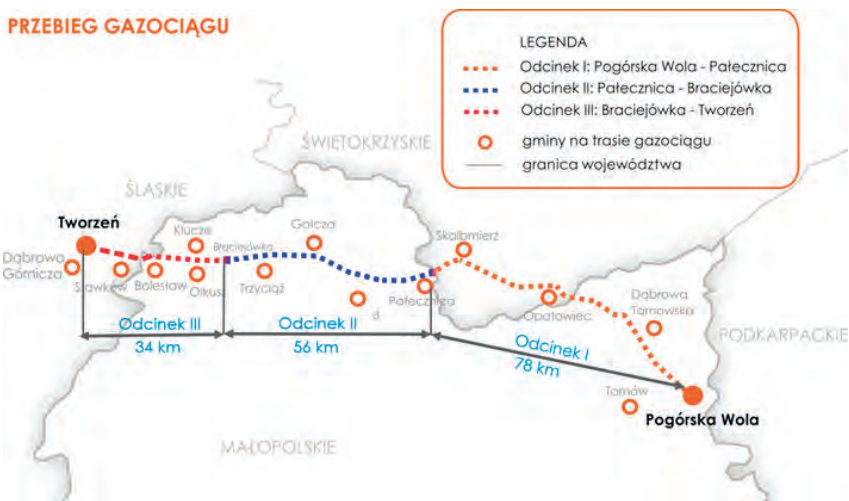 PRZEBIEG GAZOCIĄGU
LEGENDA
Odcinek I: Pogórska Wola - Pałecznica
Odcinek II: Pałecznica - Braciejówka
Odcinek III: Braciejówka - Tworzeń
gminy na trasie gazociągu
granica województwa
ŚWIĘTOKRZYSKIE
ŚLĄSKIE
Tworzeń
Klucze
Gołcza
Skalbmierz
Braciejówka
Dąbrowa
Górnicza
Sławków
Bolesław
Olkusz
Trzyciąż
Pałecznica
d
Opatowiec
Dąbrowa
Tarnowska
PODKARPACKIE
Odcinek III
34 km
Odcinek II
56 km
Odcinek I
78 km
Tarnów
Pogórska Wola
MAŁOPOLSKIE